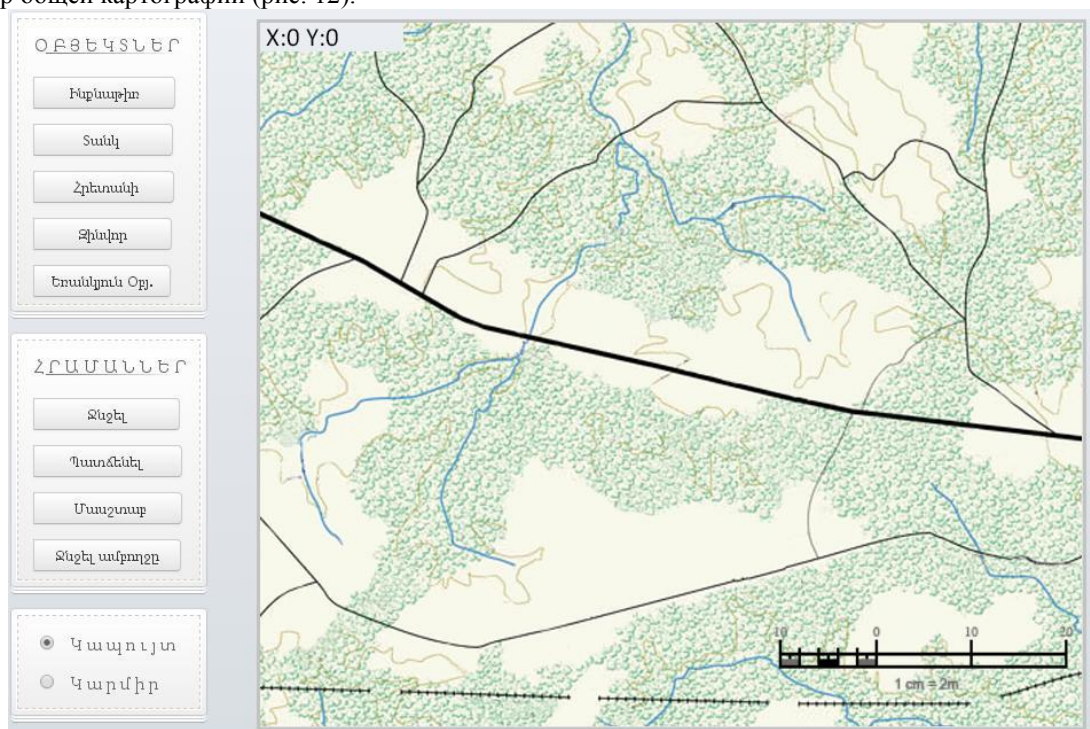 р общей картографии (рис. 12).
ՕԲՅԵԿՏՆԵՐ
Ինքնաթիռ
Տանկ
Հրետանի
Զինվոր
Եռանկյուն Օբյ.
ՀՐԱՄԱՆՆԵՐ
Ջնջել
Պատճենել
Մասշտաբ
Ջնջել ամբողջը
Կապույտ
Կարմիր
X:0 Y:0
10 0 10 20
1 cm = 2m